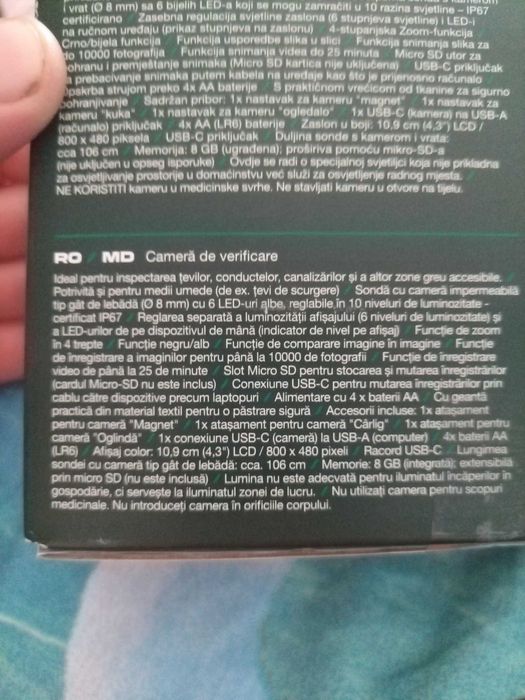 i vrat (Ø 8 mm) sa 6 bijelih LED-a koji se mogu zamračiti u 10 razina svjetline – IP67
certificirano / Zasebna regulacija svjetline zaslona (6 stupnjeva svjetline) i LED-i
na ručnom uređaju (prikaz stupnjeva na zaslonu) / 4-stupanjska Zoom-funkcija
Crno/bijela funkcija / Funkcija usporedbe slike u slici / Funkcija snimanja slika za
do 10000 fotografija / Funkcija snimanja videa do 25 minuta / Micro SD utor za
pohranu i premještanje snimaka (Micro SD kartica nije uključena) / USB-C priključak
za prebacivanje snimaka putem kabela na uređaje kao što je prijenosno računalo
Opskrba strujom preko 4x AA baterije / S praktičnom vrećicom od tkanine za sigurno
pohranjivanje / Sadržan pribor: 1x nastavak za kameru "magnet" / 1x nastavak za
kameru "kuka" / 1x nastavak za kameru "ogledalo" / 1x USB-C (kamera) na USB-A
(računalo) priključak / 4x AA (LR6) baterije / Zaslon u boji: 10,9 cm (4,3") LCD /
800 x 480 piksela / USB-C priključak / Duljina sonde s kamerom i vrata:
cca 106 cm / Memorija: 8 GB (ugrađena); proširiva pomoću mikro-SD-a
(nije uključen u opseg isporuke) / Ovdje se radi o specijalnoj svjetiljci koja nije prikladna
za osvjetljivanje prostorije u domaćinstvu već služi za osvjetljenje radnog mjesta. /
NE KORISTITI kameru u medicinske svrhe. Ne stavljati kameru u otvore na tijelu.
RO / MD Cameră de verificare
Ideal pentru inspectarea țevilor, conductelor, canalizărilor și a altor zone greu accesibile. /
Potrivită și pentru medii umede (de ex. țevi de scurgere) / Sondă cu cameră impermeabilă
tip gât de lebădă (Ø 8 mm) cu 6 LED-uri albe, reglabile în 10 niveluri de luminozitate -
certificat IP67 / Reglarea separată a luminozității afișajului (6 niveluri de luminozitate) și
a LED-urilor de pe dispozitivul de mână (indicator de nivel pe afișaj) / Funcție de zoom
în 4 trepte / Funcție negru/alb / Funcție de comparare imagine în imagine / Funcție
de înregistrare a imaginilor pentru până la 10000 de fotografii / Funcție de înregistrare
video de până la 25 de minute / Slot Micro SD pentru stocarea și mutarea înregistrărilor
(cardul Micro-SD nu este inclus) / Conexiune USB-C pentru mutarea înregistrărilor prin
cablu către dispozitive precum laptopuri / Alimentare cu 4 x baterii AA / Cu geantă
practică din material textil pentru o păstrare sigură / Accesorii incluse: 1x atașament
pentru cameră "Magnet" / 1x atașament pentru cameră "Cârlig" / 1x atașament pentru
cameră "Oglindă" / 1x conexiune USB-C (cameră) la USB-A (computer) / 4x baterii AA
(LR6) / Afișaj color: 10,9 cm (4,3") LCD / 800 x 480 pixeli / Racord USB-C / Lungimea
sondei cu cameră tip gât de lebădă: cca. 106 cm / Memorie: 8 GB (integrată); extensibilă
prin micro SD (nu este inclusă) / Lumina nu este adecvată pentru iluminatul încăperilor în
gospodărie, ci servește la iluminatul zonei de lucru. / Nu utilizați camera pentru scopuri
medicinale. Nu introduceți camera în orificiile corpului.